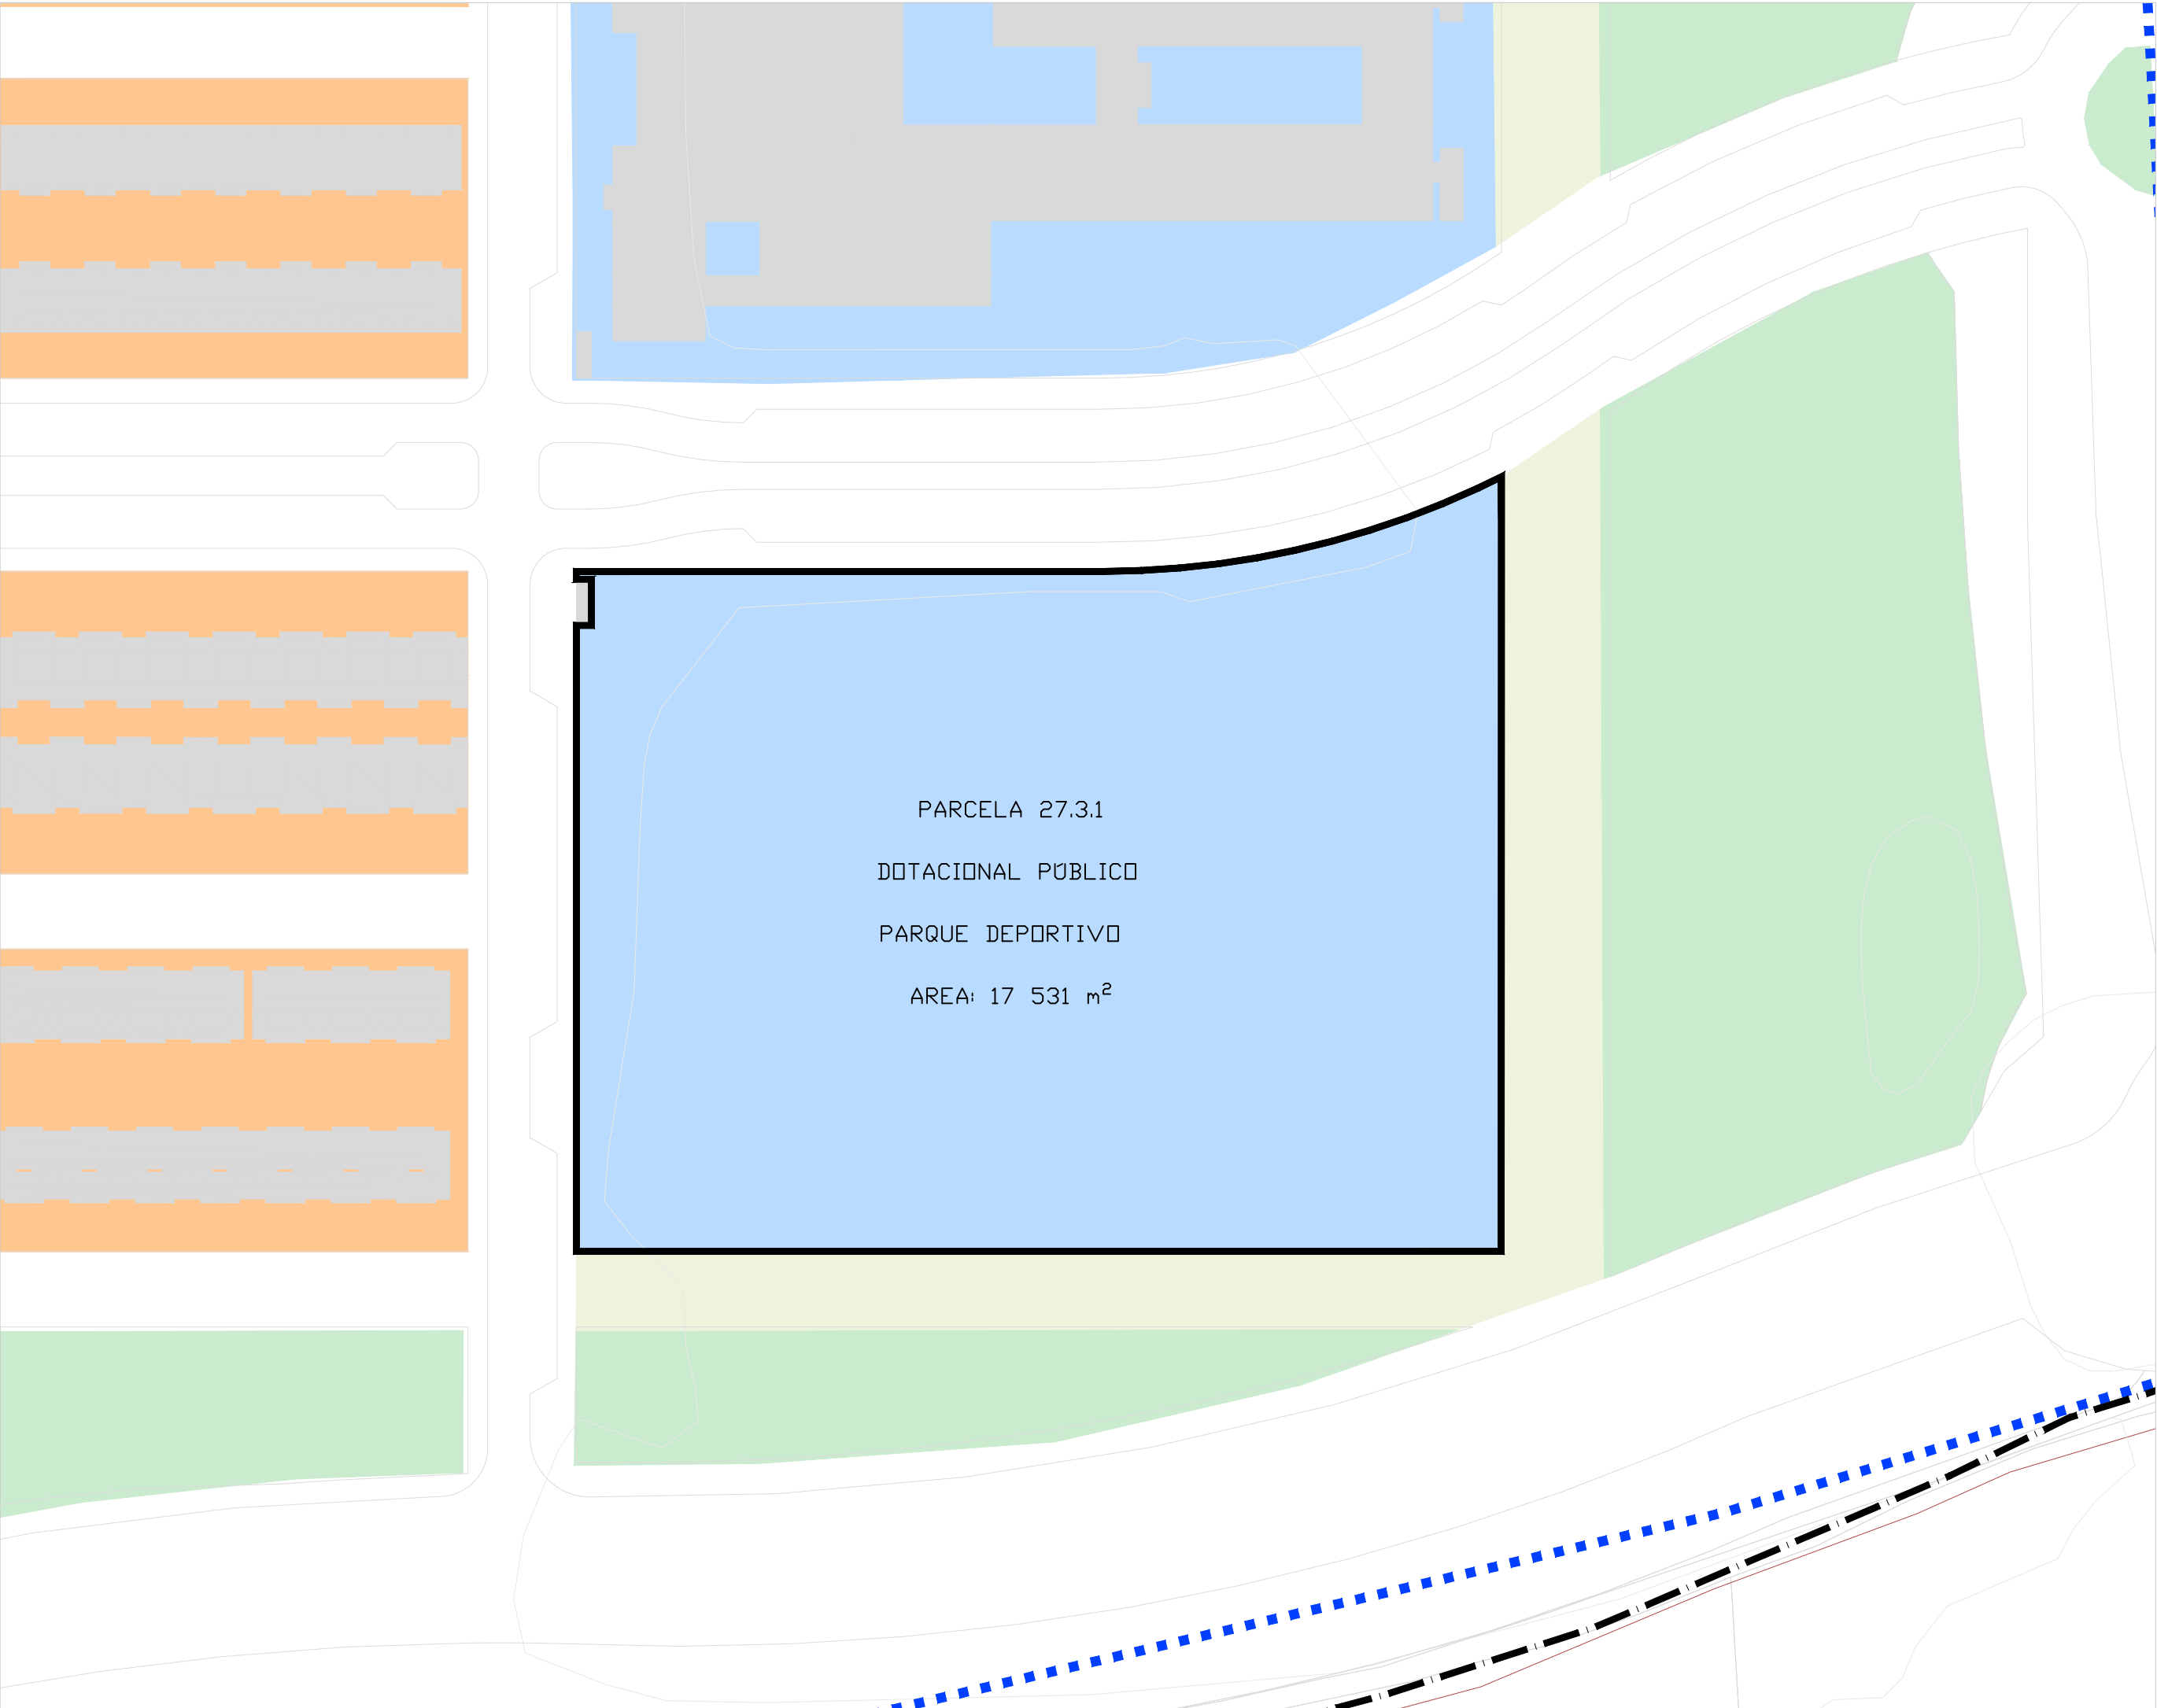 PARCELA 27.3.1
DOTACIONAL PÚBLICO
PARQUE DEPORTIVO
AREA: 17 531 m²